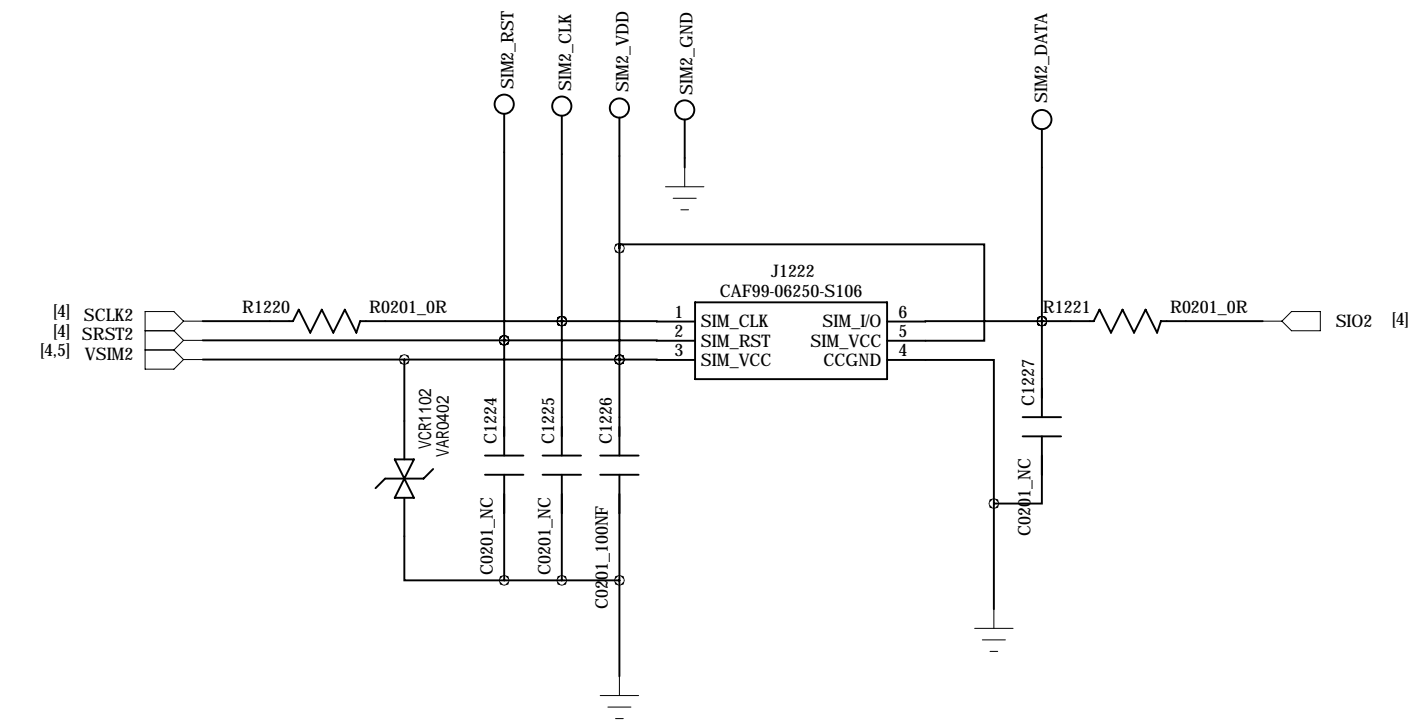 SIM2_RST
SIM2_CLK
SIM2_VDD
SIM2_GND
SIM2_DATA
J1222
CAF99-06250-S106
[4] SCLK2
[4] SRST2
[4,5] VSIM2
R1220 R0201_0R
1 SIM_CLK
2 SIM_RST
3 SIM_VCC
SIM_I/O 6
SIM_VCC 5
CCGND 4
R1221 R0201_0R
SIO2 [4]
VCR1102
VAR0402
C1224
C0201_NC
C1225
C0201_NC
C1226
C0201_100NF
C1227
C0201_NC